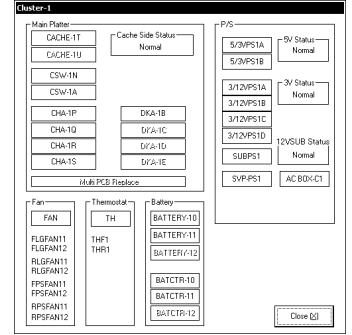 Cluster-1
Main Platter
CACHE-1T
CACHE-1U
Cache Side Status
Normal
CSW-1N
CSW-1A
CHA-1P
CHA-1Q
CHA-1R
CHA-1S
DKA-1B
DKA-1C
DKA-1D
DKA-1E
Multi PCB Replace
P/S
5/3VPS1A
5/3VPS1B
5V Status
Normal
3/12VPS1A
3/12VPS1B
3/12VPS1C
3/12VPS1D
3V Status
Normal
SUBPS1
12VSUB Status
Normal
SVP-PS1
AC BOX-C1
Fan
FAN
FLGFAN11
FLGFAN12
RLGFAN11
RLGFAN12
FPSFAN11
FPSFAN12
RPSFAN11
RPSFAN12
Thermostat
TH
THF1
THR1
Battery
BATTERY-10
BATTERY-11
BATTERY-12
BATCTR-10
BATCTR-11
BATCTR-12
Close (X)